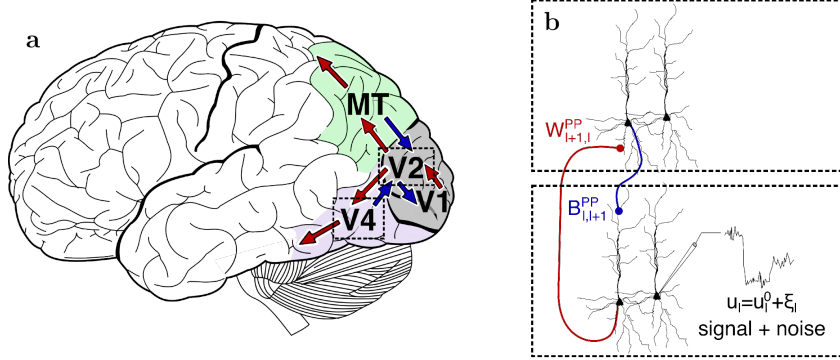 a
MT
V2
V1
V4
b
W^PP_l+1,l
B^PP_l,l+1
u_l=u_l^0+ξ_l
signal + noise